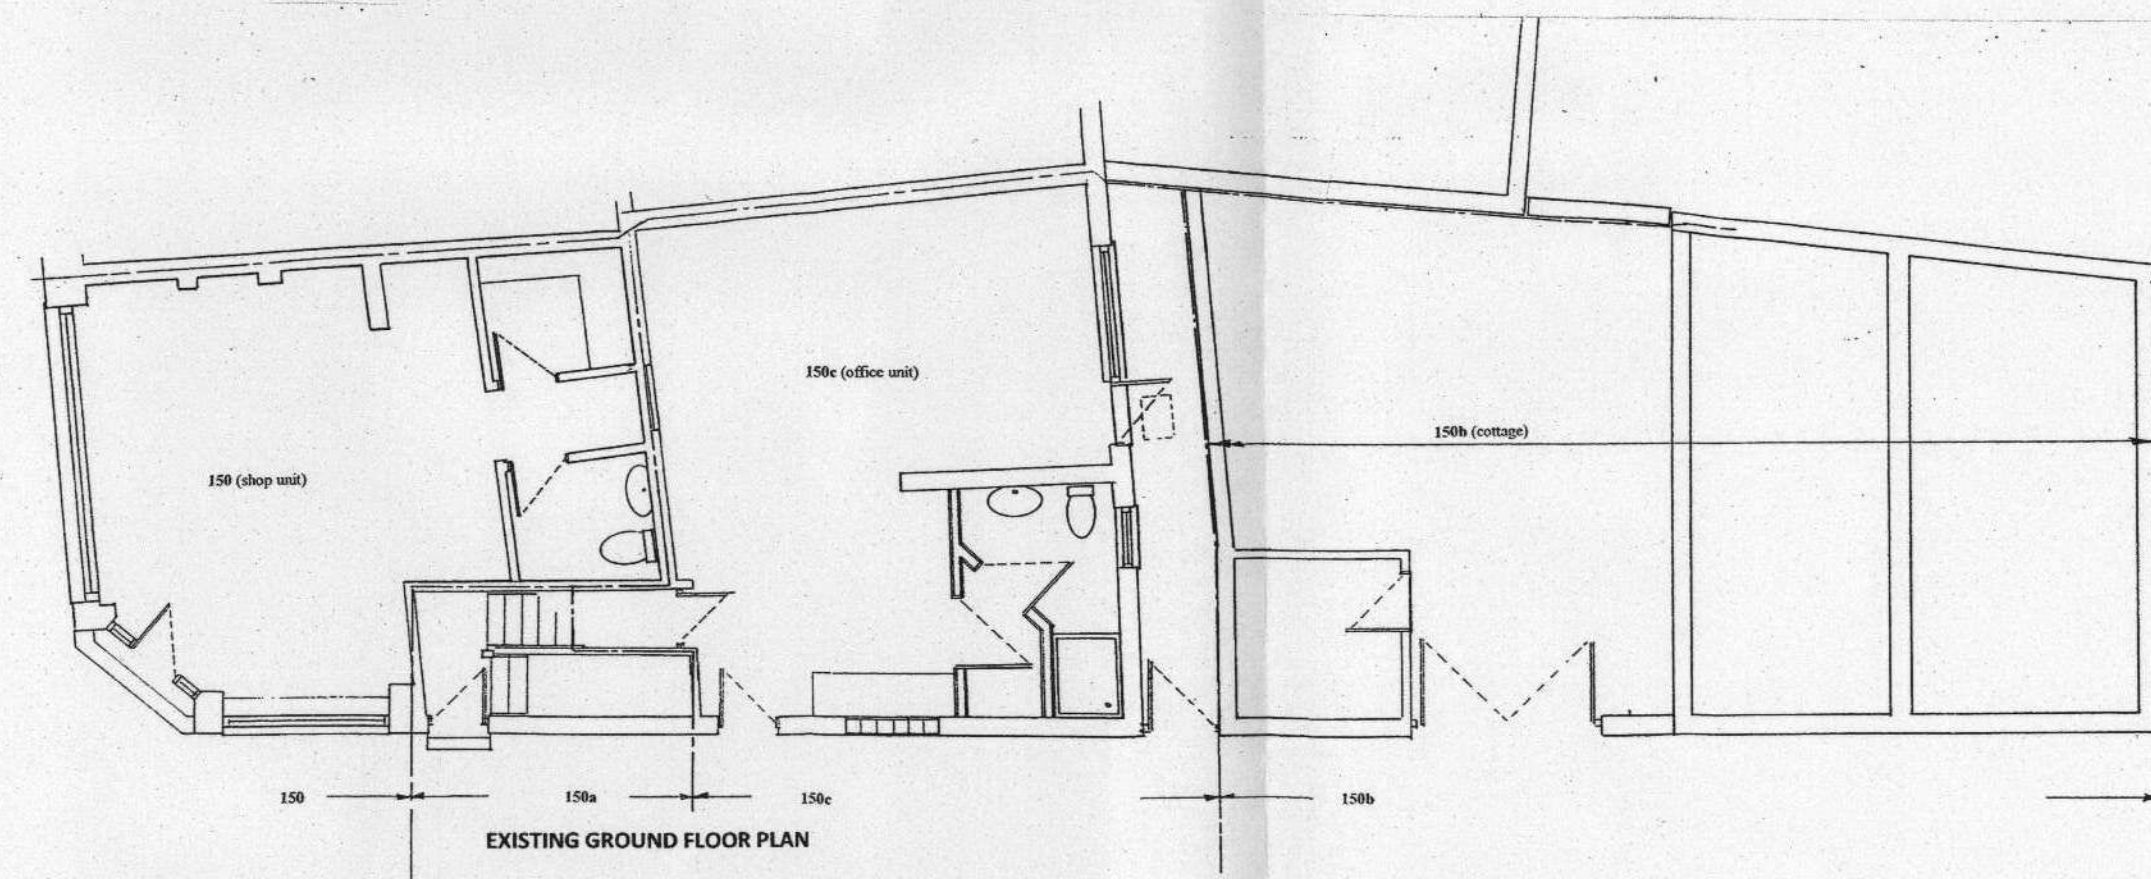 150c (office unit)
150b (cottage)
150 (shop unit)
150
150a
150c
150b
EXISTING GROUND FLOOR PLAN